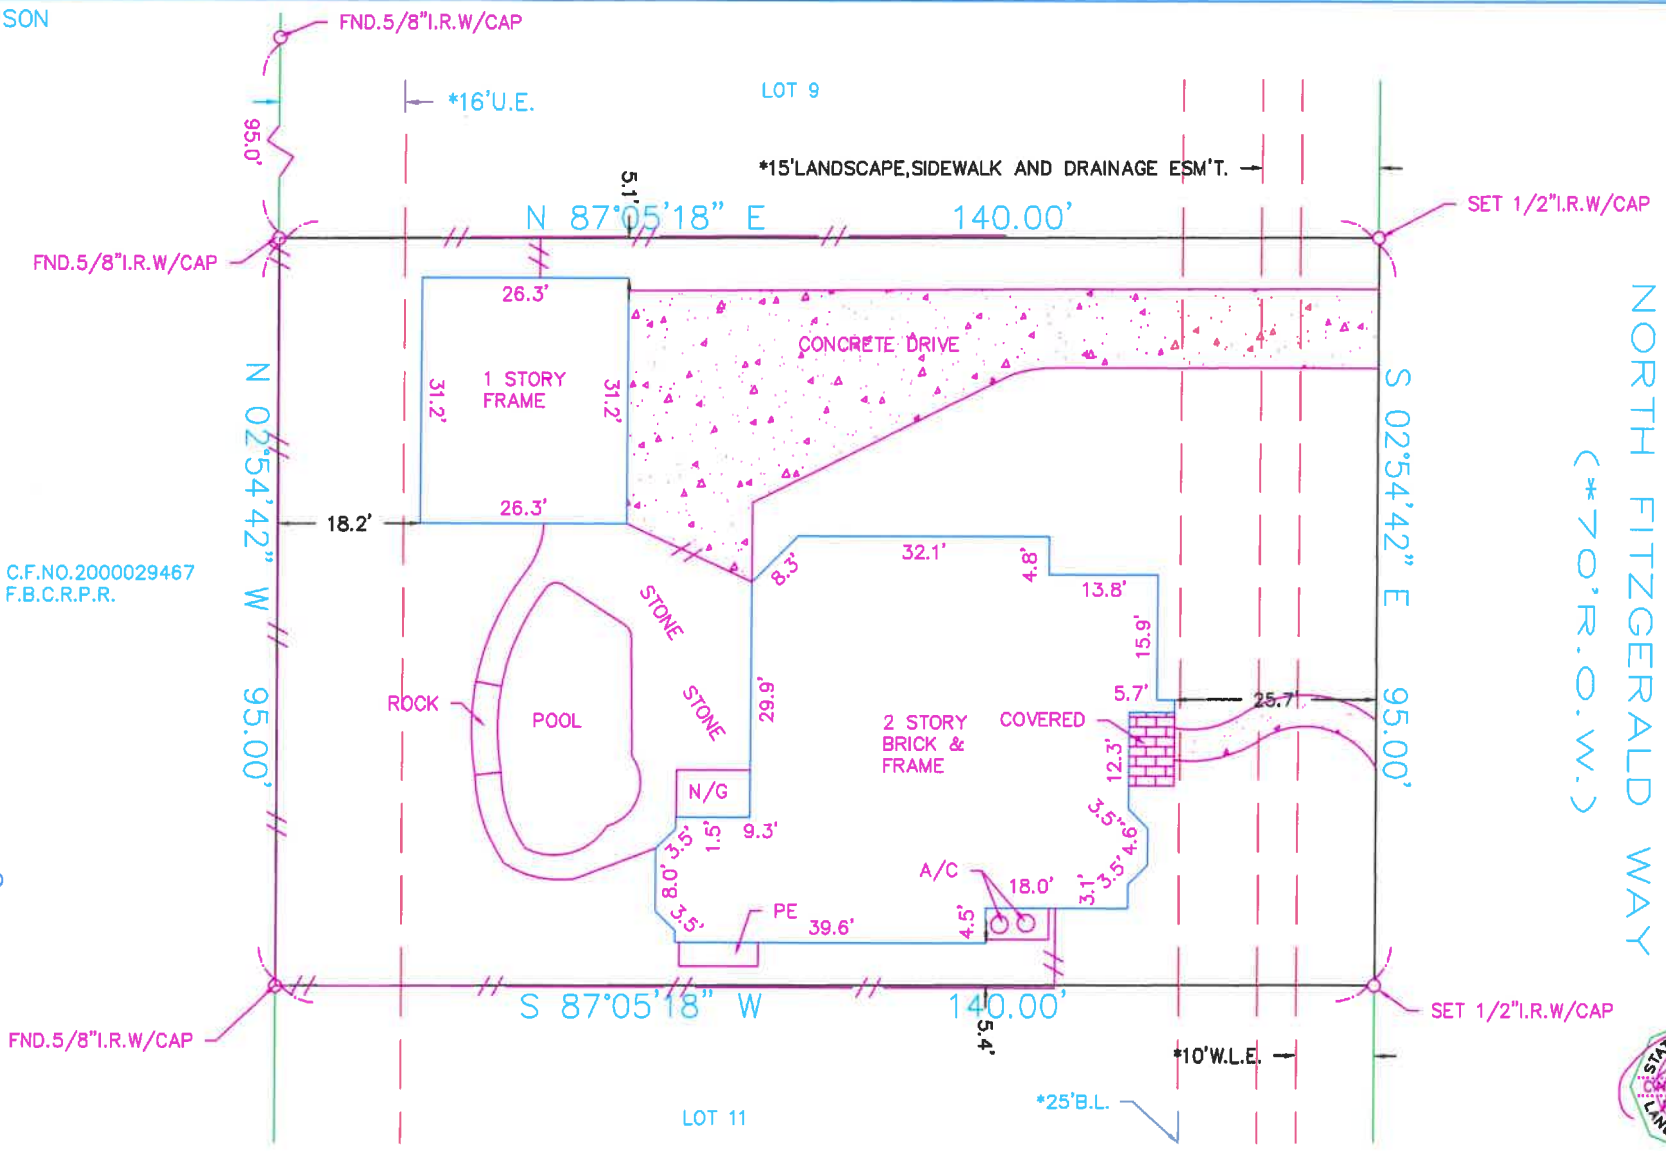 SON
FND.5/8"I.R.W/CAP
*16'U.E.
LOT 9
95.0'
*15'LANDSCAPE,SIDEWALK AND DRAINAGE ESM'T.
5.1'
N 87°05'18" E 140.00'
SET 1/2"I.R.W/CAP
FND.5/8"I.R.W/CAP
26.3'
CONCRETE DRIVE
1 STORY
FRAME
31.2'
31.2'
26.3'
18.2'
N 02°54'42" W 95.00'
S 02°54'42" E 95.00'
NORTH FITZGERALD WAY
(*70'R.O.W.)
C.F.NO.2000029467
F.B.C.R.P.R.
32.1'
8.3'
4.8'
13.8'
15.9'
STONE
STONE
29.9'
5.7'
25.7'
ROCK
POOL
2 STORY
BRICK &
FRAME
COVERED
12.3'
N/G
9.3'
1.5'
3.5'
8.0'
3.5'
3.5'
4.6'
3.5'
3.1'
A/C
18.0'
PE
39.6'
4.5'
S 87°05'18" W 140.00'
5.4'
SET 1/2"I.R.W/CAP
FND.5/8"I.R.W/CAP
*10'W.L.E.
*25'B.L.
LOT 11